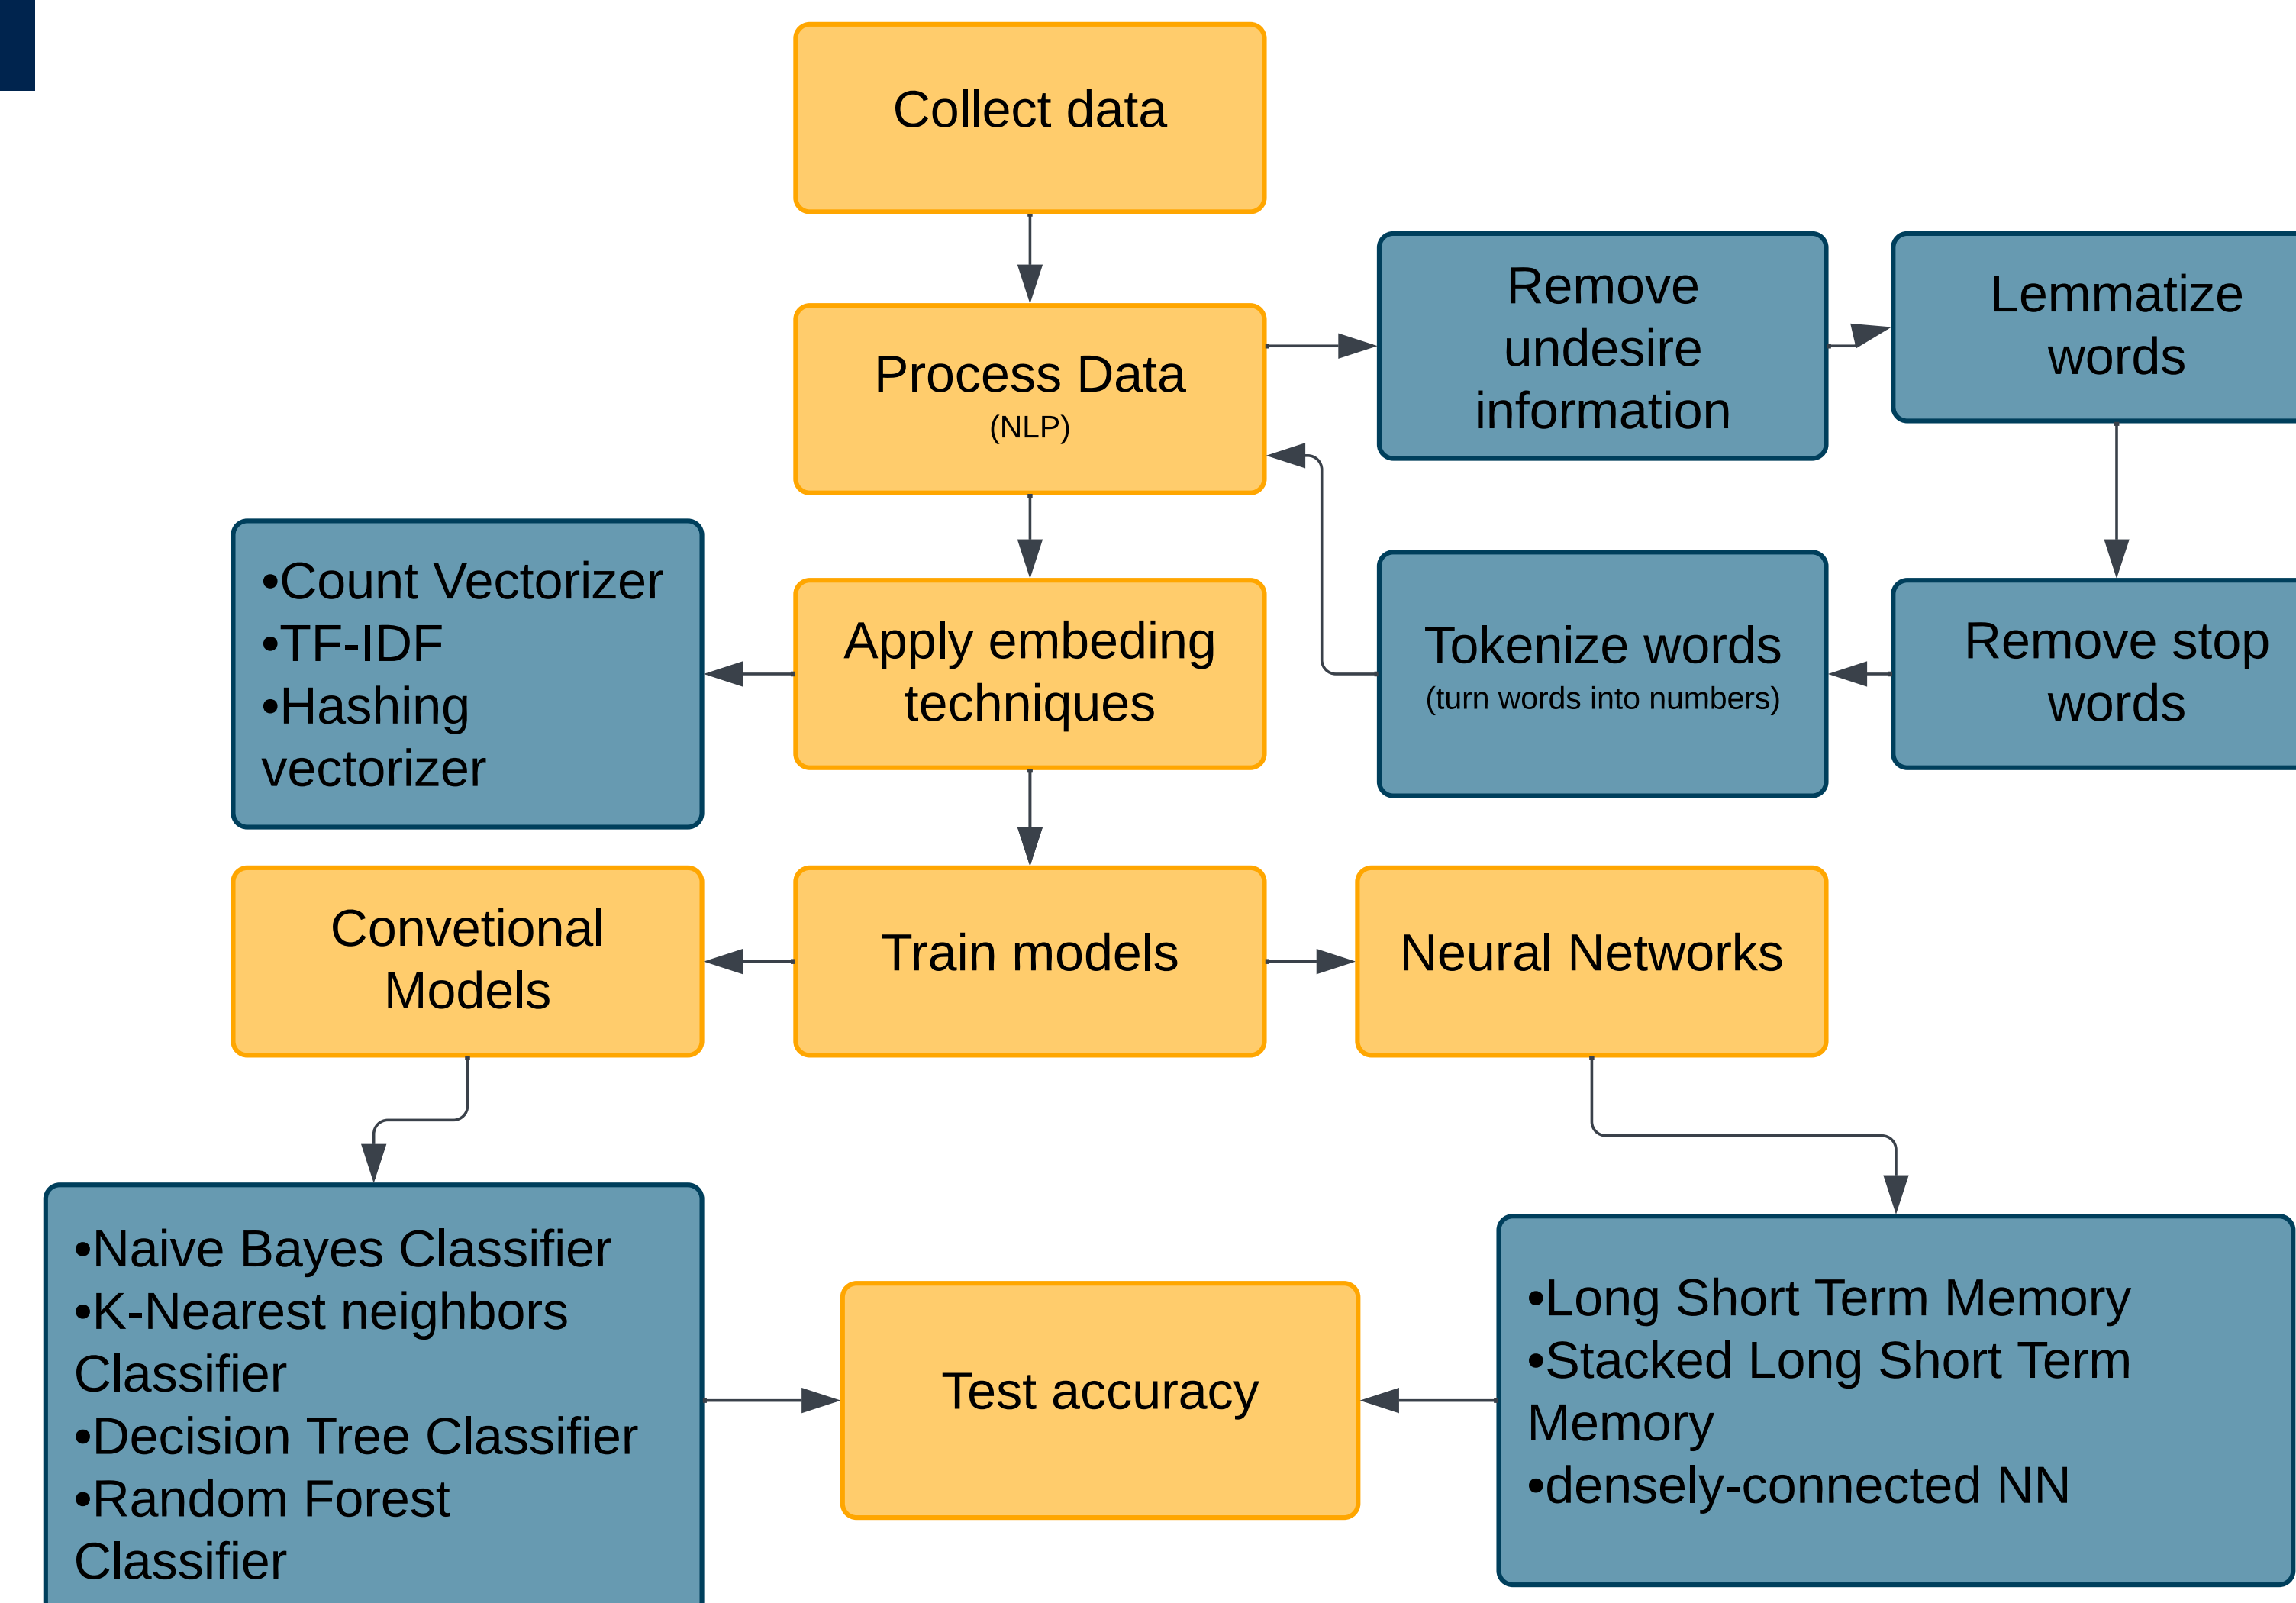 Collect data
Remove
undesire
information
Lemmatize
words
Process Data
(NLP)
•Count Vectorizer
•TF-IDF
•Hashing
vectorizer
Apply embeding
techniques
Tokenize words
(turn words into numbers)
Remove stop
words
Convetional
Models
Train models
Neural Networks
•Naive Bayes Classifier
•K-Nearest neighbors
Classifier
•Decision Tree Classifier
•Random Forest
Classifier
Test accuracy
•Long Short Term Memory
•Stacked Long Short Term
Memory
•densely-connected NN